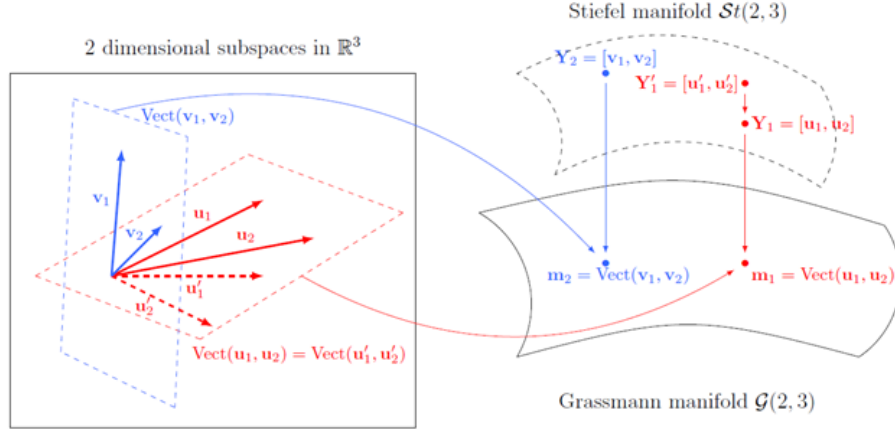 2 dimensional subspaces in ℝ³
Vect(v₁, v₂)
v₁
v₂
u₁
u₂
u′₁
u′₂
Vect(u₁, u₂) = Vect(u′₁, u′₂)
Stiefel manifold 𝒮t(2, 3)
Y₂ = [v₁, v₂]
Y′₁ = [u′₁, u′₂]
Y₁ = [u₁, u₂]
m₂ = Vect(v₁, v₂)
m₁ = Vect(u₁, u₂)
Grassmann manifold 𝒢(2, 3)